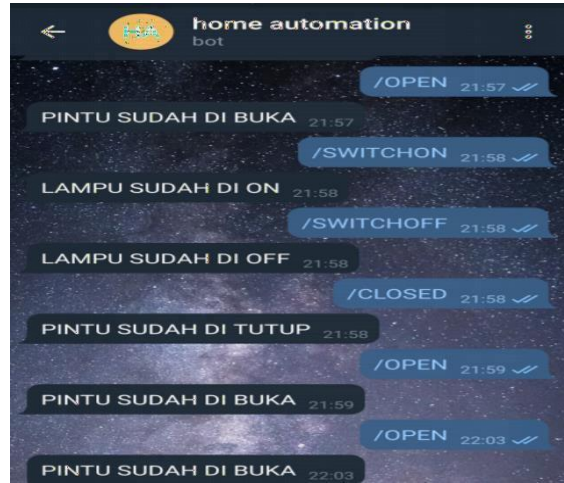 HA
home automation
bot
/OPEN 21:57
PINTU SUDAH DI BUKA 21:57
/SWITCHON 21:58
LAMPU SUDAH DI ON 21:58
/SWITCHOFF 21:58
LAMPU SUDAH DI OFF 21:58
/CLOSED 21:58
PINTU SUDAH DI TUTUP 21:58
/OPEN 21:59
PINTU SUDAH DI BUKA 21:59
/OPEN 22:03
PINTU SUDAH DI BUKA 22:03